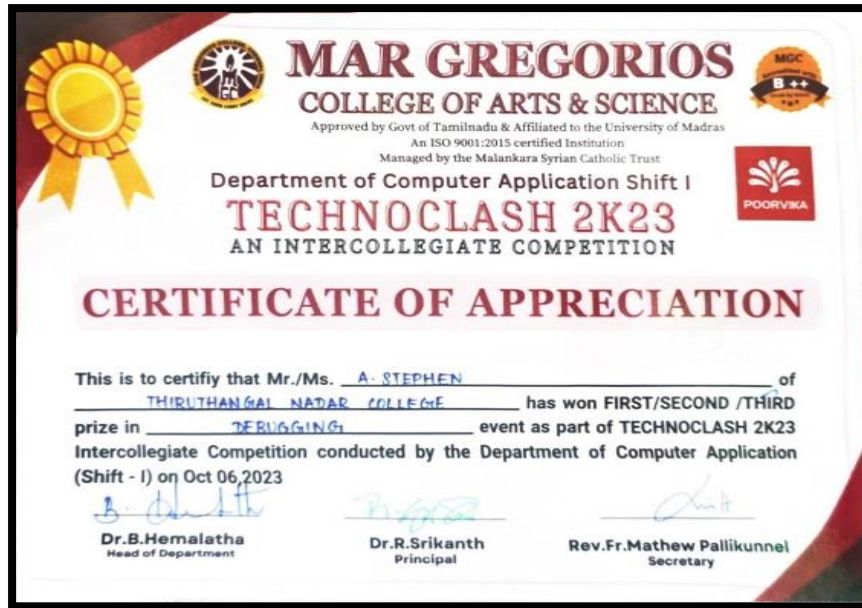 MAR GREGORIOS
COLLEGE OF ARTS & SCIENCE
Approved by Govt of Tamilnadu & Affiliated to the University of Madras
An ISO 9001:2015 certified Institution
Managed by the Malankara Syrian Catholic Trust
MGC
B ++
POORVIKA
Department of Computer Application Shift I
TECHNOCLASH 2K23
AN INTERCOLLEGIATE COMPETITION
CERTIFICATE OF APPRECIATION
This is to certifiy that Mr./Ms. A. STEPHEN of
THIRUTHANGAL NADAR COLLEGE has won FIRST/SECOND /THIRD
prize in DEBUGGING event as part of TECHNOCLASH 2K23
Intercollegiate Competition conducted by the Department of Computer Application
(Shift - I) on Oct 06,2023
Dr.B.Hemalatha
Head of Department
Dr.R.Srikanth
Principal
Rev.Fr.Mathew Pallikunnel
Secretary